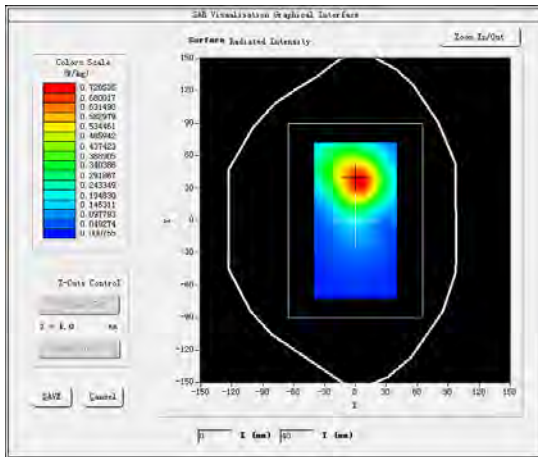 SAR Visualisation Graphical Interface
Surface Radiated Intensity
Zoom In/Out
Colors Scale
(W/kg)
0.728535
0.680017
0.631498
0.582979
0.534461
0.485942
0.437423
0.388905
0.340386
0.291867
0.243349
0.194830
0.146311
0.097793
0.049274
0.000755
150
120
90
60
30
0
-30
-60
-90
-120
-150
-150 -120 -90 -60 -30 0 30 60 90 120 150
Z-Cuts Control
mm
SAVE
Cancel
0
(mm)
40
(mm)